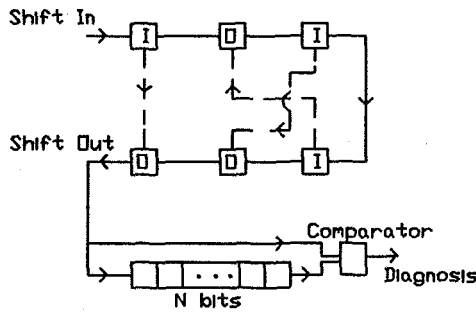 Shift In
I O I
Shift Out
O O I
Comparator
Diagnosis
N bits